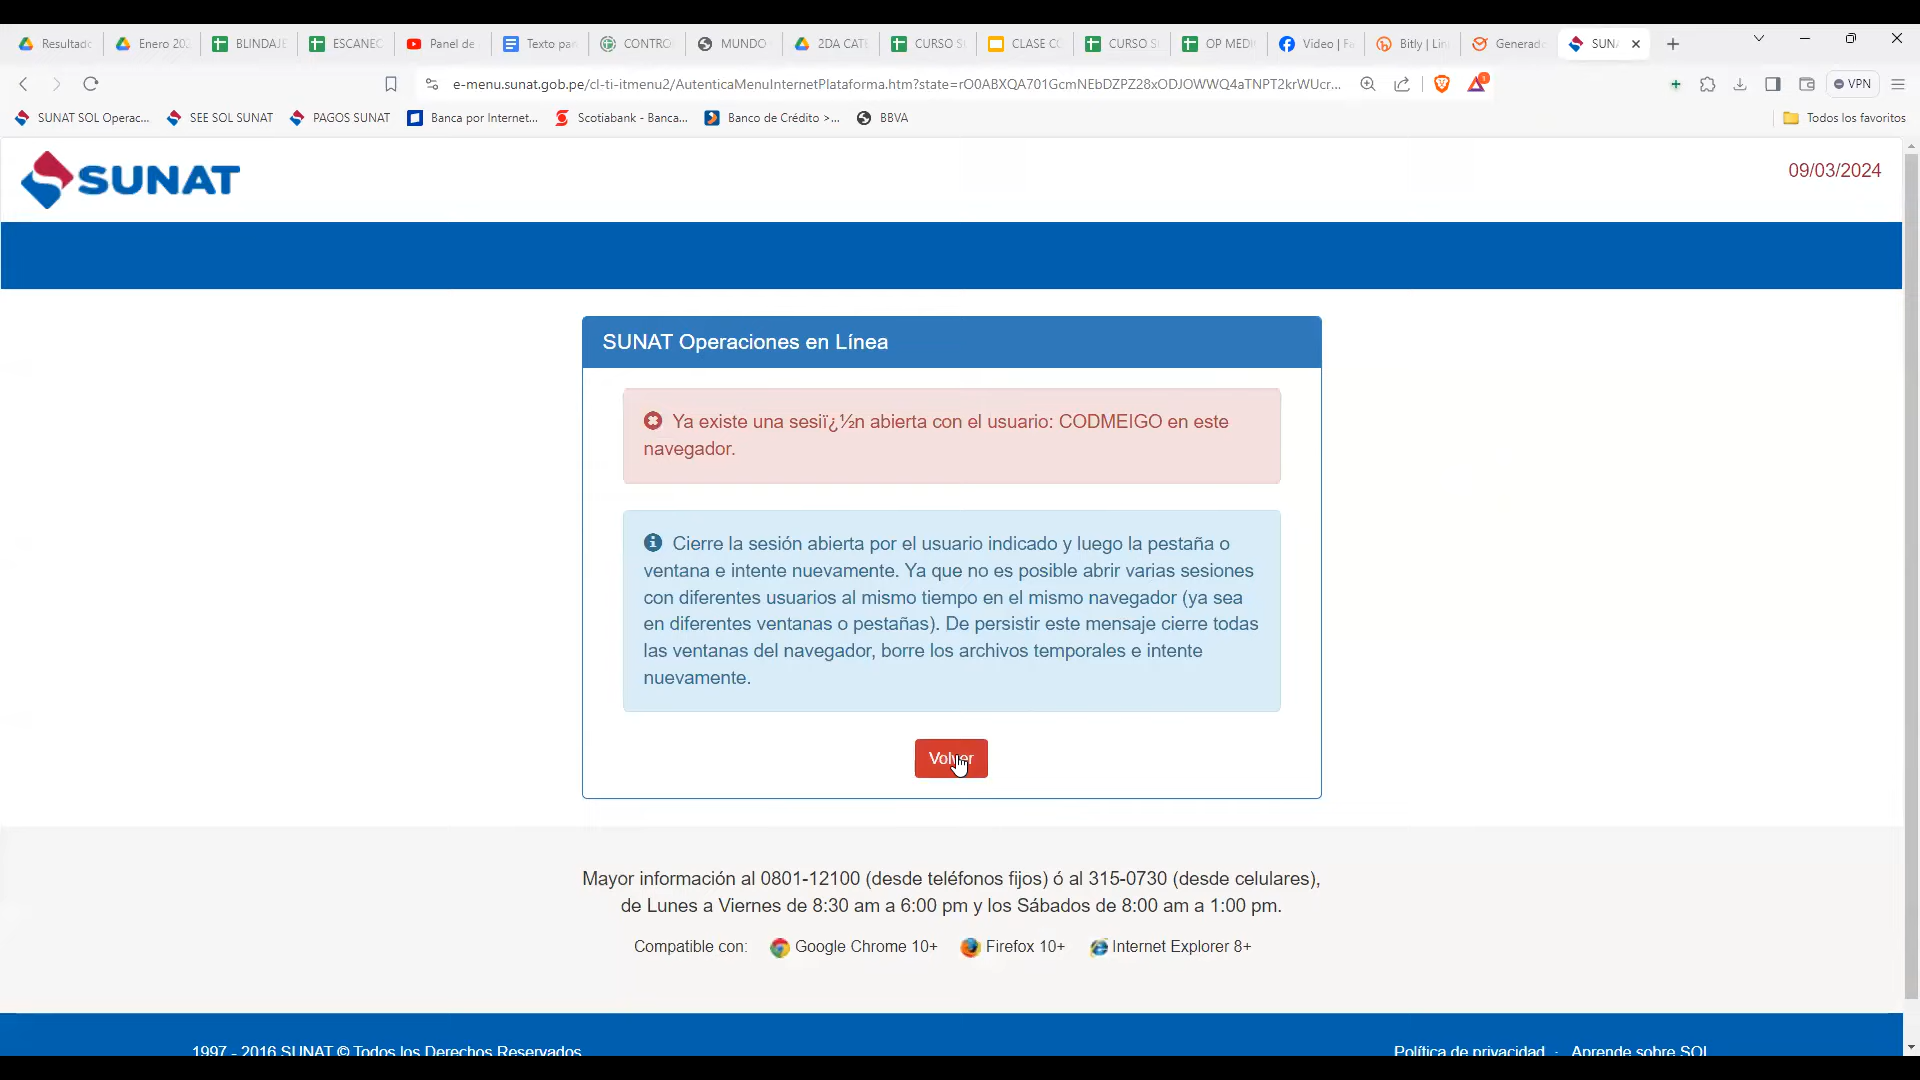 Resultado
Enero 202
BLINDAJE
ESCANEO
Panel de
Texto par
CONTRO
MUNDO
2DA CATE
CURSO S
CLASE CO
CURSO S
OP MEDI
Video | Fa
Bitly | Lin
Generado
SUNA
e-menu.sunat.gob.pe/cl-ti-itmenu2/AutenticaMenuInternetPlataforma.htm?state=rO0ABXQA701GcmNEbDZPZ28xODJOWWQ4aTNPT2krWUcr...
1
VPN
SUNAT SOL Operac...
SEE SOL SUNAT
PAGOS SUNAT
Banca por Internet...
Scotiabank - Banca...
Banco de Crédito >...
BBVA
Todos los favoritos
SUNAT
09/03/2024
SUNAT Operaciones en Línea
Ya existe una sesiï¿½n abierta con el usuario: CODMEIGO en este
navegador.
Cierre la sesión abierta por el usuario indicado y luego la pestaña o
ventana e intente nuevamente. Ya que no es posible abrir varias sesiones
con diferentes usuarios al mismo tiempo en el mismo navegador (ya sea
en diferentes ventanas o pestañas). De persistir este mensaje cierre todas
las ventanas del navegador, borre los archivos temporales e intente
nuevamente.
Volver
Mayor información al 0801-12100 (desde teléfonos fijos) ó al 315-0730 (desde celulares),
de Lunes a Viernes de 8:30 am a 6:00 pm y los Sábados de 8:00 am a 1:00 pm.
Compatible con: Google Chrome 10+ Firefox 10+ Internet Explorer 8+
1997 - 2016 SUNAT © Todos los Derechos Reservados
Política de privacidad · Aprende sobre SOL